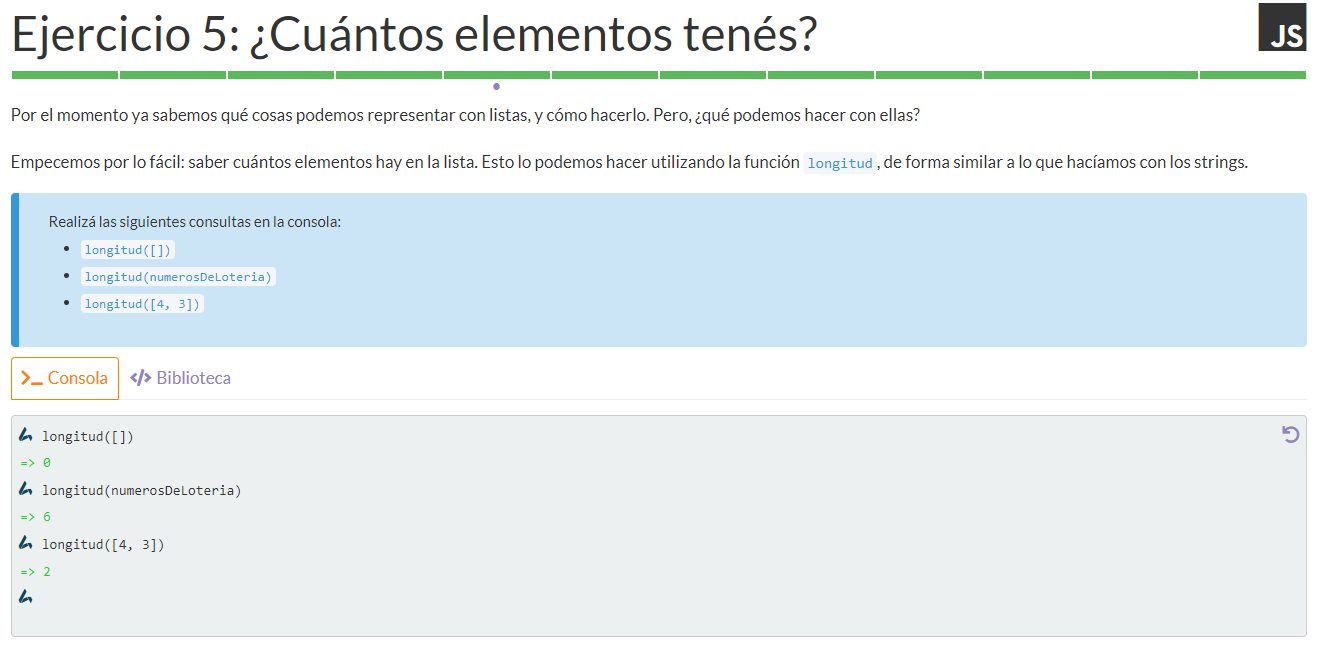 Ejercicio 5: ¿Cuántos elementos tenés?
JS
Por el momento ya sabemos qué cosas podemos representar con listas, y cómo hacerlo. Pero, ¿qué podemos hacer con ellas?
Empecemos por lo fácil: saber cuántos elementos hay en la lista. Esto lo podemos hacer utilizando la función longitud, de forma similar a lo que hacíamos con los strings.
Realizá las siguientes consultas en la consola:
longitud([])
longitud(numerosDeLoteria)
longitud([4, 3])
>_ Consola
</> Biblioteca
longitud([])
=> 0
longitud(numerosDeLoteria)
=> 6
longitud([4, 3])
=> 2